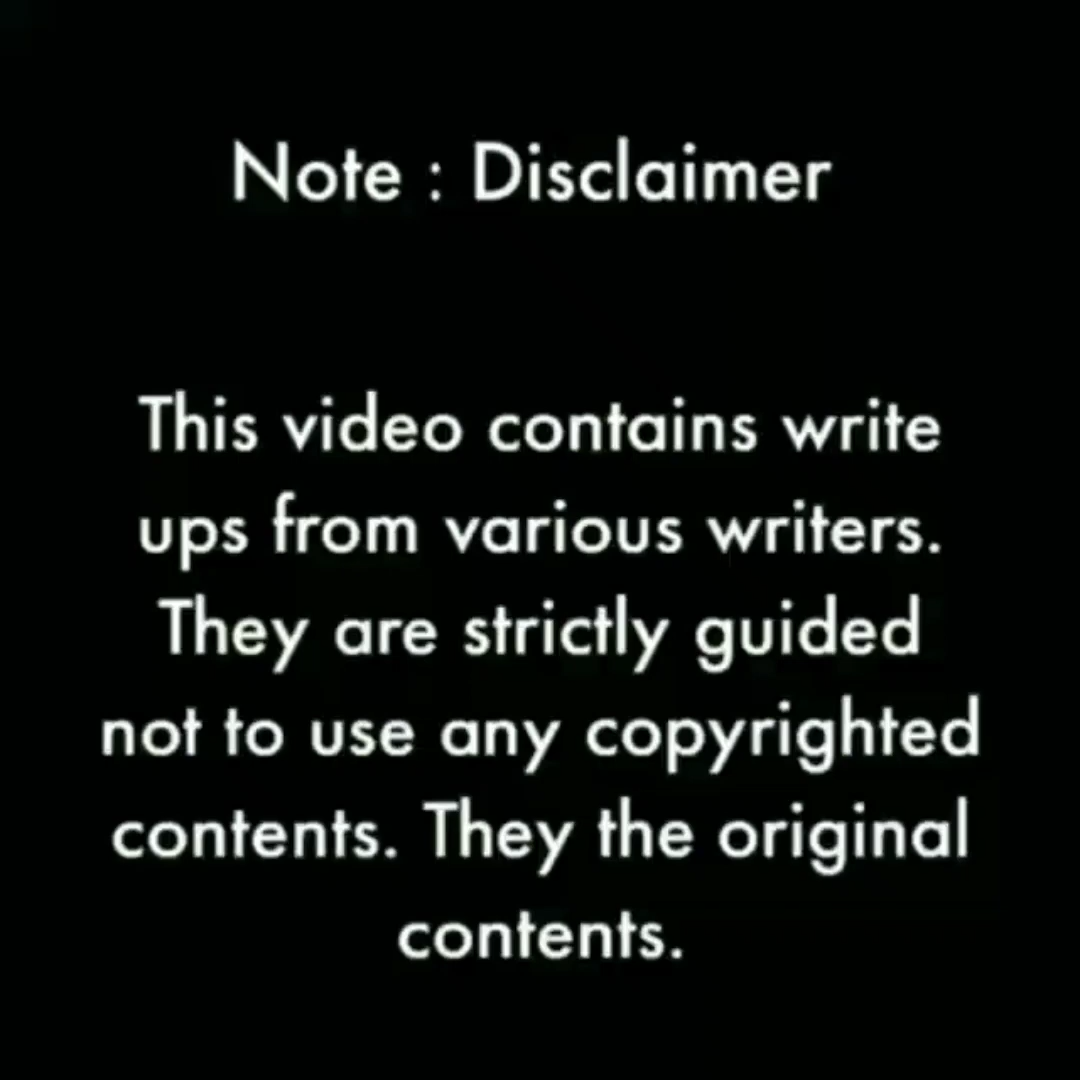 Note : Disclaimer
This video contains write
ups from various writers.
They are strictly guided
not to use any copyrighted
contents. They the original
contents.